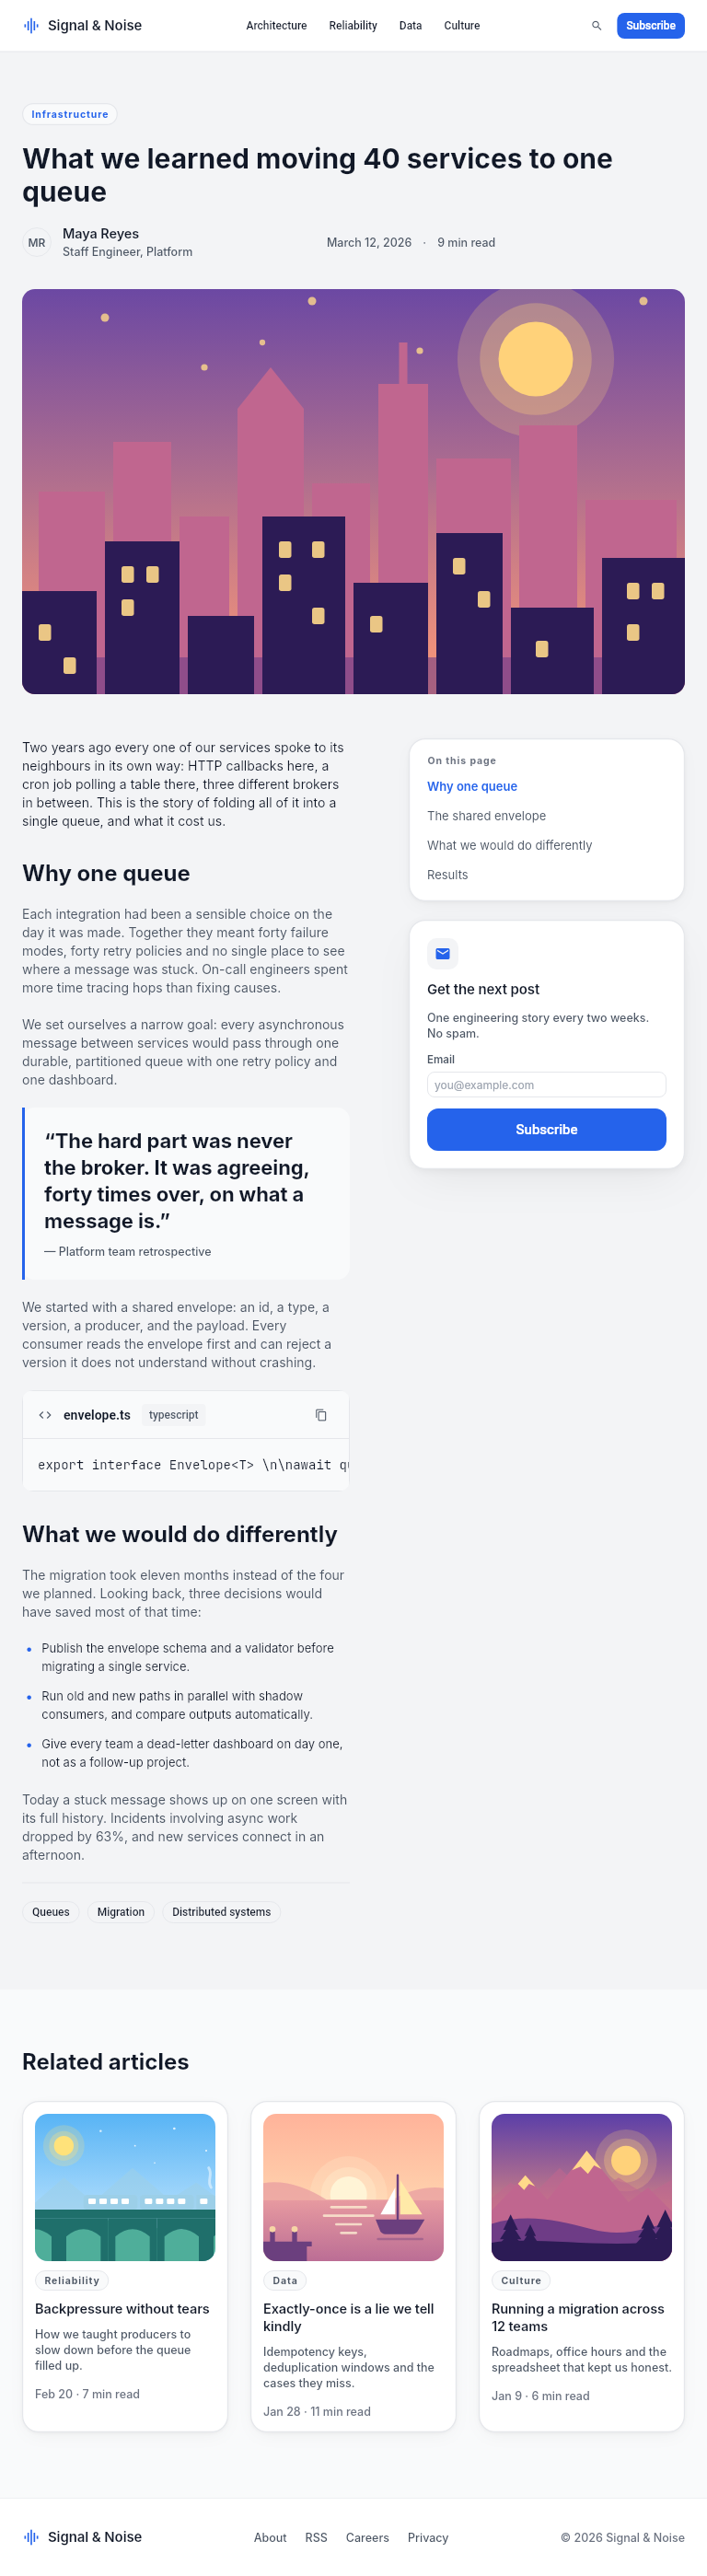 Signal & Noise
Architecture Reliability Data Culture
Subscribe
Infrastructure
What we learned moving 40 services to one
queue
MR
Maya Reyes
Staff Engineer, Platform
March 12, 2026 · 9 min read
Two years ago every one of our services spoke to its
neighbours in its own way: HTTP callbacks here, a
cron job polling a table there, three different brokers
in between. This is the story of folding all of it into a
single queue, and what it cost us.
Why one queue
Each integration had been a sensible choice on the
day it was made. Together they meant forty failure
modes, forty retry policies and no single place to see
where a message was stuck. On-call engineers spent
more time tracing hops than fixing causes.
We set ourselves a narrow goal: every asynchronous
message between services would pass through one
durable, partitioned queue with one retry policy and
one dashboard.
“The hard part was never
the broker. It was agreeing,
forty times over, on what a
message is.”
— Platform team retrospective
We started with a shared envelope: an id, a type, a
version, a producer, and the payload. Every
consumer reads the envelope first and can reject a
version it does not understand without crashing.
envelope.ts typescript
export interface Envelope<T> \n\nawait qu
What we would do differently
The migration took eleven months instead of the four
we planned. Looking back, three decisions would
have saved most of that time:
• Publish the envelope schema and a validator before
migrating a single service.
• Run old and new paths in parallel with shadow
consumers, and compare outputs automatically.
• Give every team a dead-letter dashboard on day one,
not as a follow-up project.
Today a stuck message shows up on one screen with
its full history. Incidents involving async work
dropped by 63%, and new services connect in an
afternoon.
Queues Migration Distributed systems
On this page
Why one queue
The shared envelope
What we would do differently
Results
Get the next post
One engineering story every two weeks.
No spam.
Email
you@example.com
Subscribe
Related articles
Reliability
Backpressure without tears
How we taught producers to
slow down before the queue
filled up.
Feb 20 · 7 min read
Data
Exactly-once is a lie we tell
kindly
Idempotency keys,
deduplication windows and the
cases they miss.
Jan 28 · 11 min read
Culture
Running a migration across
12 teams
Roadmaps, office hours and the
spreadsheet that kept us honest.
Jan 9 · 6 min read
Signal & Noise
About RSS Careers Privacy
© 2026 Signal & Noise